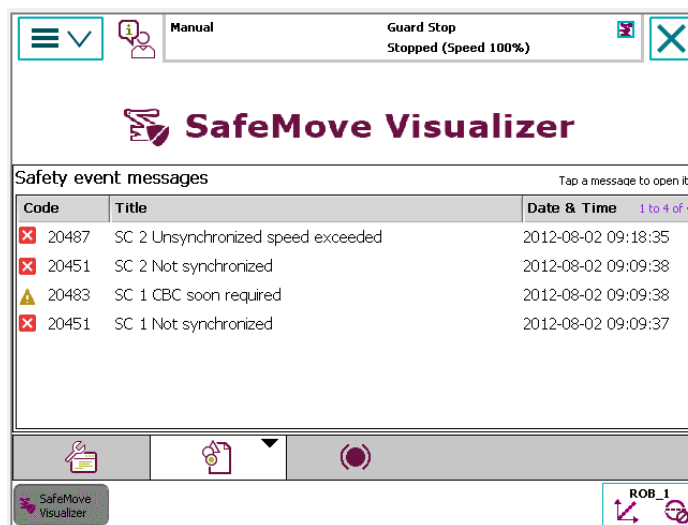 Manual Guard Stop
Stopped (Speed 100%)
SafeMove Visualizer
Safety event messages Tap a message to open it
Code Title Date & Time 1 to 4 of
20487 SC 2 Unsynchronized speed exceeded 2012-08-02 09:18:35
20451 SC 2 Not synchronized 2012-08-02 09:09:38
20483 SC 1 CBC soon required 2012-08-02 09:09:38
20451 SC 1 Not synchronized 2012-08-02 09:09:37
SafeMove
Visualizer
ROB_1